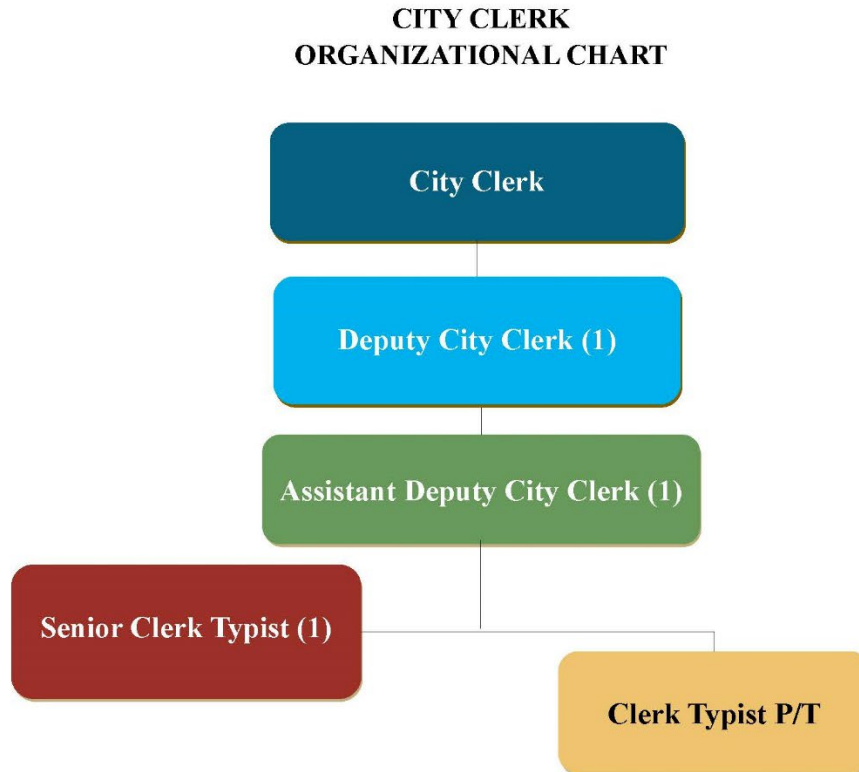 CITY CLERK
ORGANIZATIONAL CHART
City Clerk
Deputy City Clerk (1)
Assistant Deputy City Clerk (1)
Senior Clerk Typist (1)
Clerk Typist P/T